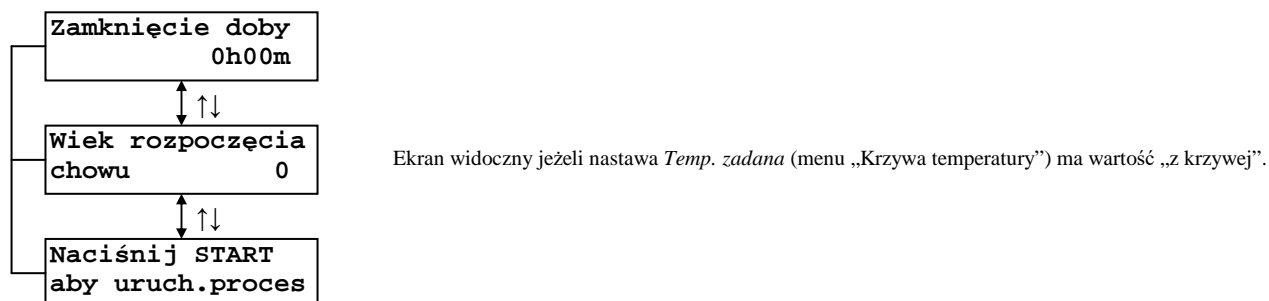 Zamknięcie doby
0h00m
↑↓
Wiek rozpoczęcia
chowu 0
Ekran widoczny jeżeli nastawa Temp. zadana (menu „Krzywa temperatury”) ma wartość „z krzywej”.
↑↓
Naciśnij START
aby uruch.proces